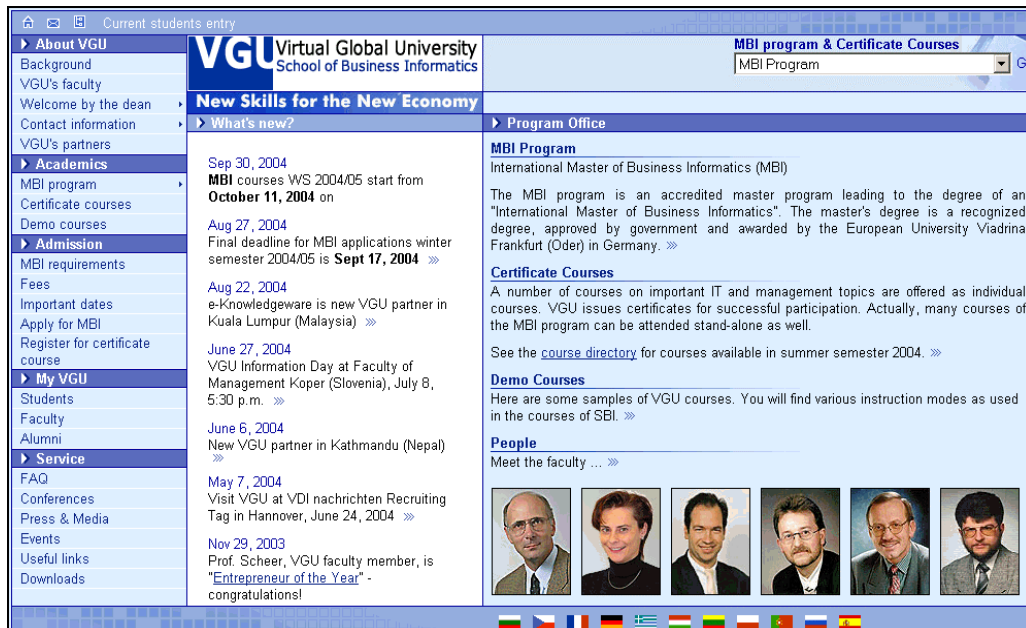 Current students entry
About VGU
Background
VGU's faculty
Welcome by the dean
Contact information
VGU's partners
Academics
MBI program
Certificate courses
Demo courses
Admission
MBI requirements
Fees
Important dates
Apply for MBI
Register for certificate
course
My VGU
Students
Faculty
Alumni
Service
FAQ
Conferences
Press & Media
Events
Useful links
Downloads
VGU Virtual Global University
School of Business Informatics
New Skills for the New Economy
What's new?
Sep 30, 2004
MBI courses WS 2004/05 start from
October 11, 2004 on
Aug 27, 2004
Final deadline for MBI applications winter
semester 2004/05 is Sept 17, 2004 »
Aug 22, 2004
e-Knowledgeware is new VGU partner in
Kuala Lumpur (Malaysia) »
June 27, 2004
VGU Information Day at Faculty of
Management Koper (Slovenia), July 8,
5:30 p.m. »
June 6, 2004
New VGU partner in Kathmandu (Nepal)
»
May 7, 2004
Visit VGU at VDI nachrichten Recruiting
Tag in Hannover, June 24, 2004 »
Nov 29, 2003
Prof. Scheer, VGU faculty member, is
"Entrepreneur of the Year" -
congratulations!
MBI program & Certificate Courses
MBI Program
G
Program Office
MBI Program
International Master of Business Informatics (MBI)
The MBI program is an accredited master program leading to the degree of an
"International Master of Business Informatics". The master's degree is a recognized
degree, approved by government and awarded by the European University Viadrina
Frankfurt (Oder) in Germany. »
Certificate Courses
A number of courses on important IT and management topics are offered as individual
courses. VGU issues certificates for successful participation. Actually, many courses of
the MBI program can be attended stand-alone as well.
See the course directory for courses available in summer semester 2004. »
Demo Courses
Here are some samples of VGU courses. You will find various instruction modes as used
in the courses of SBI. »
People
Meet the faculty ... »